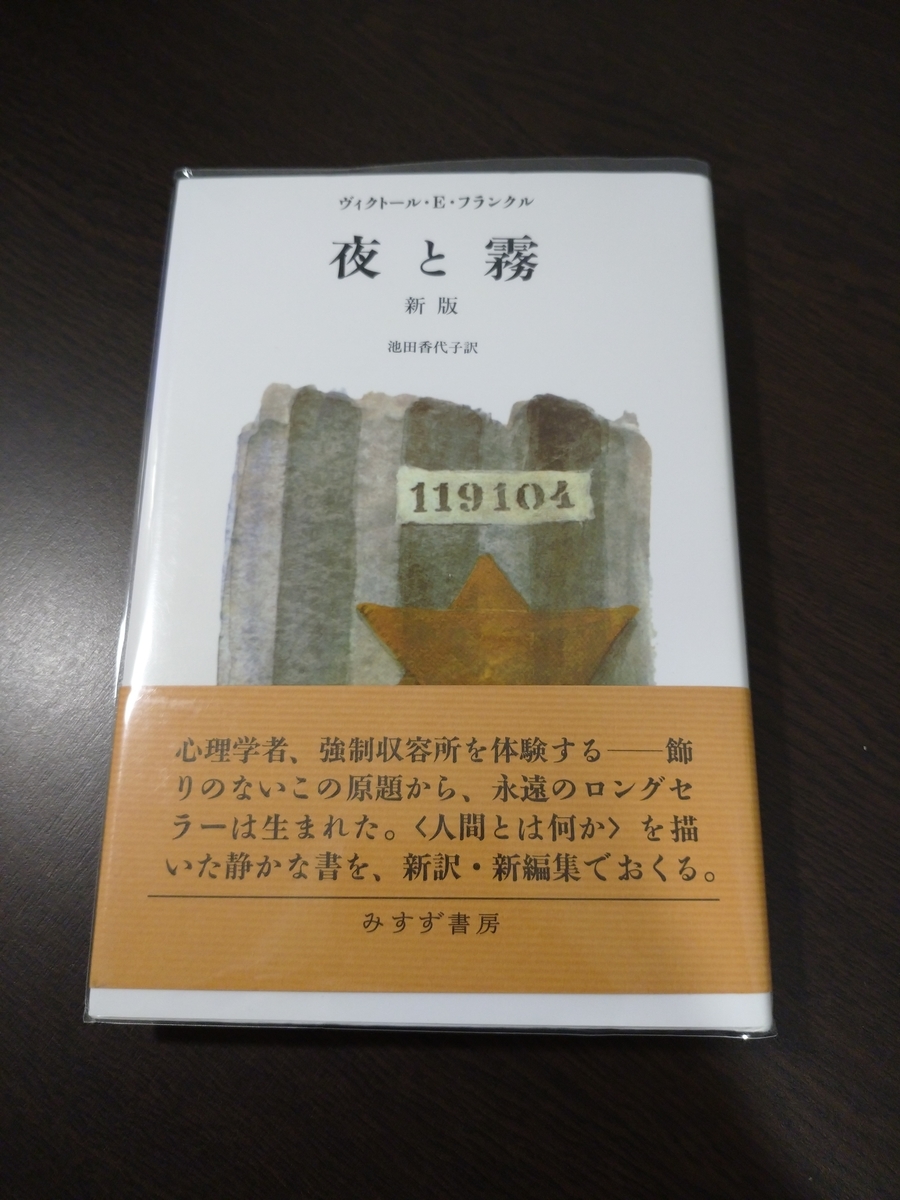 ヴィクトール・E・フランクル
夜と霧
新版
池田香代子訳
119104
心理学者、強制収容所を体験する――飾
りのないこの原題から、永遠のロングセ
ラーは生まれた。〈人間とは何か〉を描
いた静かな書を、新訳・新編集でおくる。
みすず書房